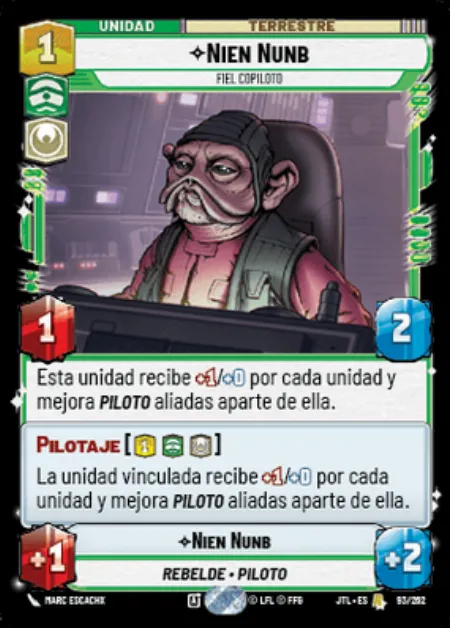 UNIDAD
TERRESTRE
1
Nien Nunb
FIEL COPILOTO
1
2
Esta unidad recibe +1/+0 por cada unidad y
mejora PILOTO aliadas aparte de ella.
PILOTAJE [1]
La unidad vinculada recibe +1/+0 por cada
unidad y mejora PILOTO aliadas aparte de ella.
+1
Nien Nunb
+2
REBELDE • PILOTO
MARC ESCACHX
A
© LFL © FFG
JTL • ES
93/262